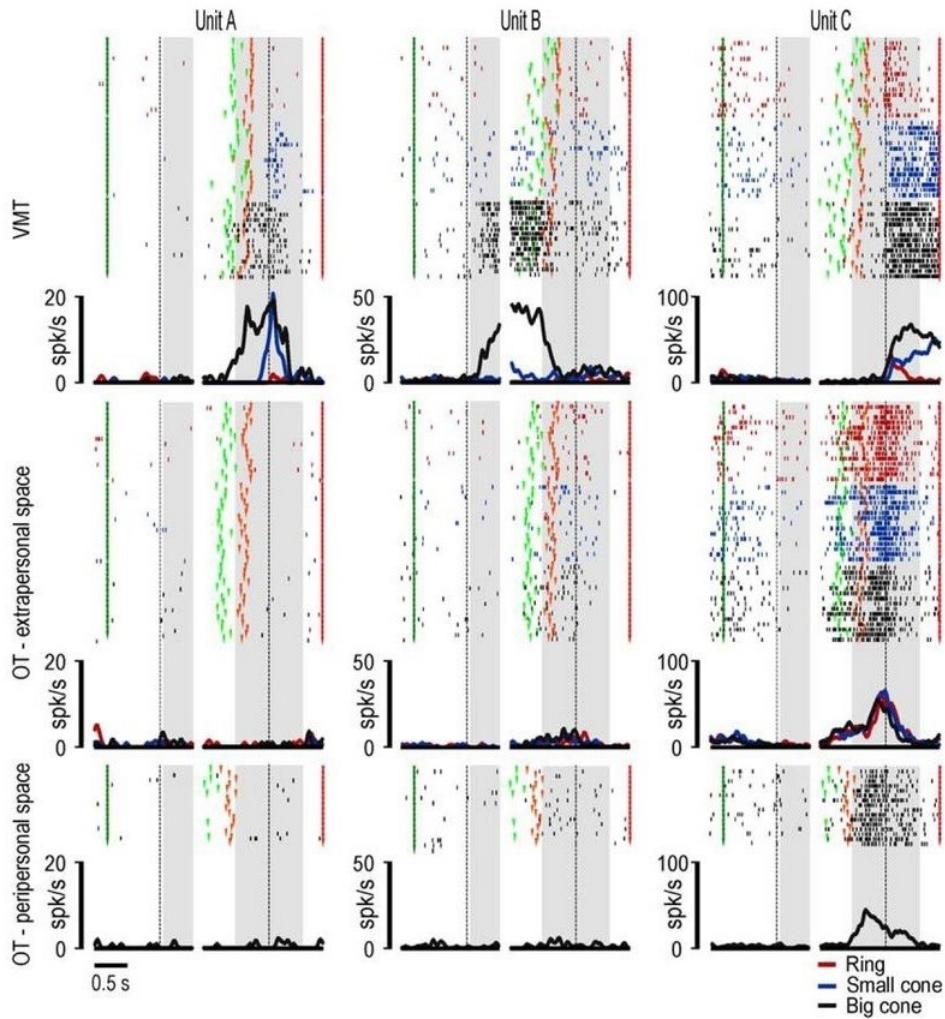 Unit A
Unit B
Unit C
VMT
20
spk/s
0
50
spk/s
0
100
spk/s
0
OT - extrapersonal space
20
spk/s
0
50
spk/s
0
100
spk/s
0
OT - peripersonal space
20
spk/s
0
50
spk/s
0
100
spk/s
0
0.5 s
Ring
Small cone
Big cone